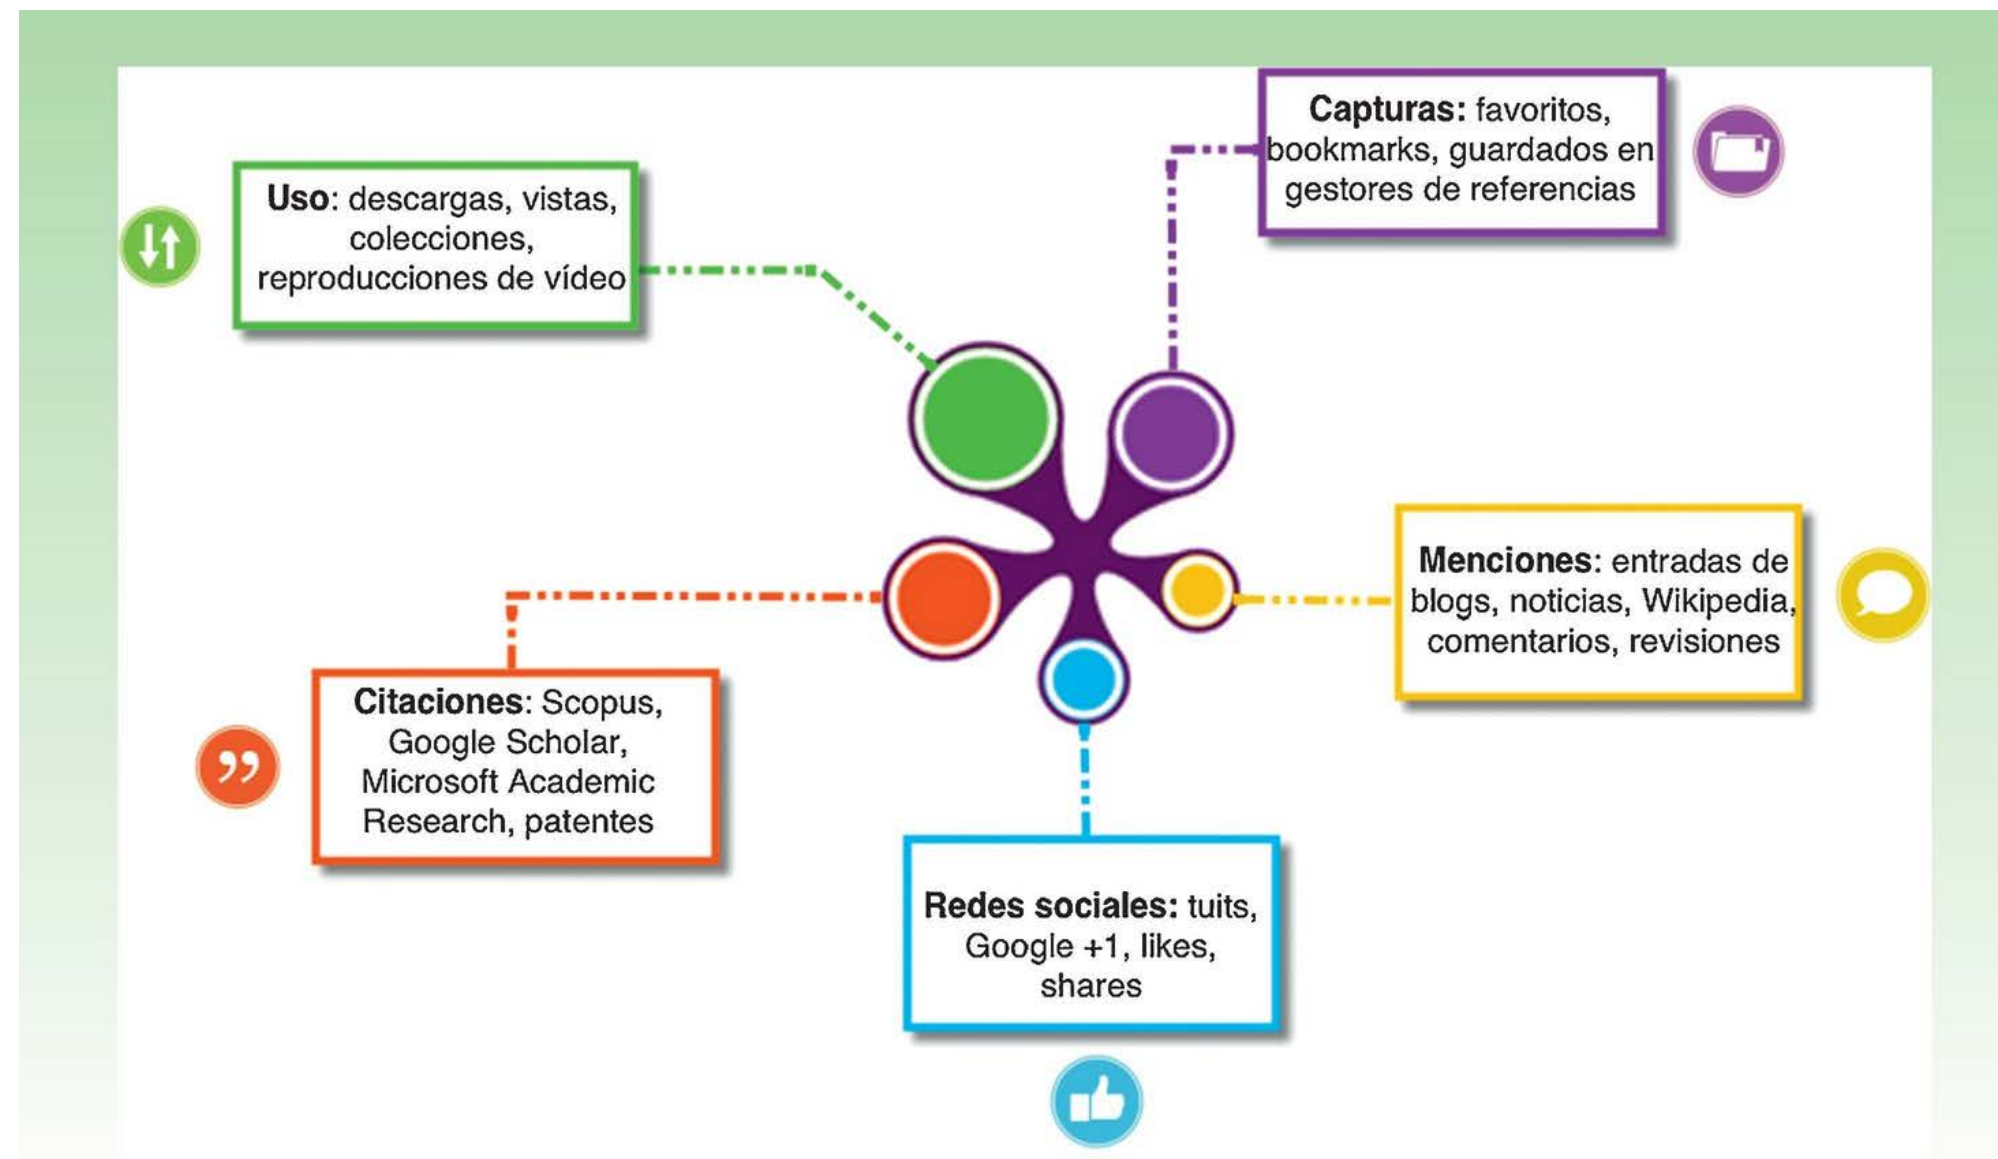 Uso: descargas, vistas,
colecciones,
reproducciones de vídeo
Capturas: favoritos,
bookmarks, guardados en
gestores de referencias
Menciones: entradas de
blogs, noticias, Wikipedia,
comentarios, revisiones
Citaciones: Scopus,
Google Scholar,
Microsoft Academic
Research, patentes
Redes sociales: tuits,
Google +1, likes,
shares